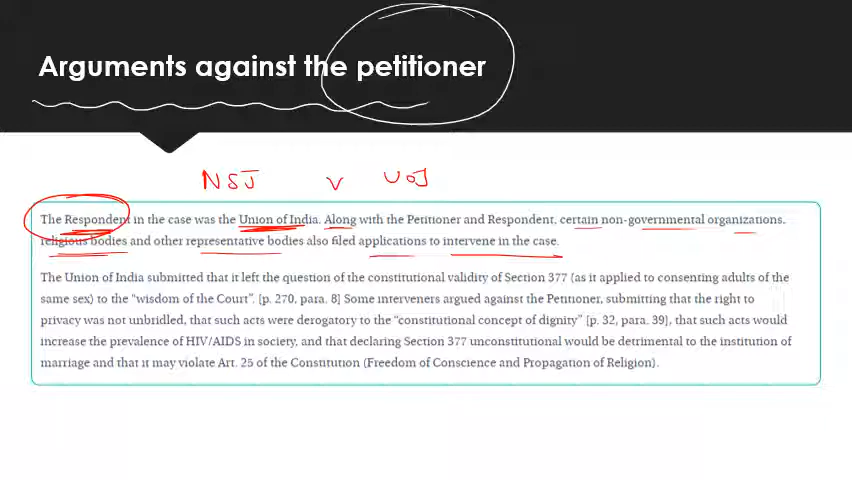 Arguments against the petitioner
NSJ v UOI
The Respondent in the case was the Union of India. Along with the Petitioner and Respondent, certain non-governmental organizations,
religious bodies and other representative bodies also filed applications to intervene in the case.
The Union of India submitted that it left the question of the constitutional validity of Section 377 (as it applied to consenting adults of the
same sex) to the “wisdom of the Court”. [p. 270, para. 8] Some interveners argued against the Petitioner, submitting that the right to
privacy was not unbridled, that such acts were derogatory to the “constitutional concept of dignity” [p. 32, para. 39], that such acts would
increase the prevalence of HIV/AIDS in society, and that declaring Section 377 unconstitutional would be detrimental to the institution of
marriage and that it may violate Art. 25 of the Constitution (Freedom of Conscience and Propagation of Religion).